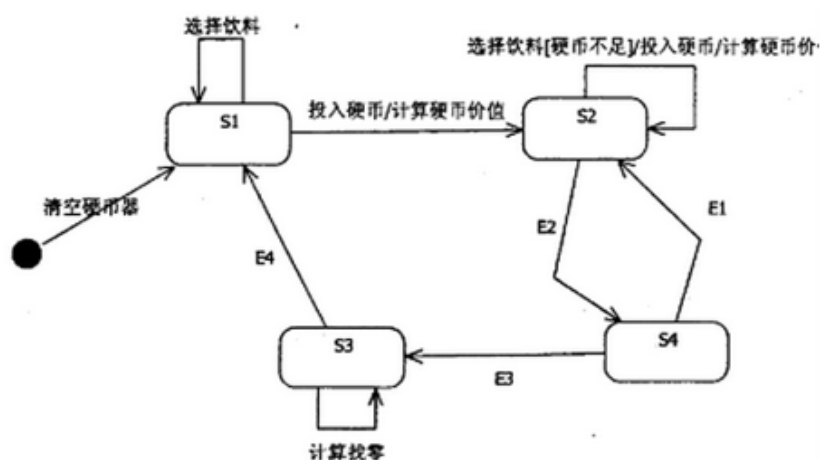 选择饮料
选择饮料[硬币不足]/投入硬币/计算硬币价
S1
投入硬币/计算硬币价值
S2
清空硬币器
E4
E2
E1
S3
E3
S4
计算找零